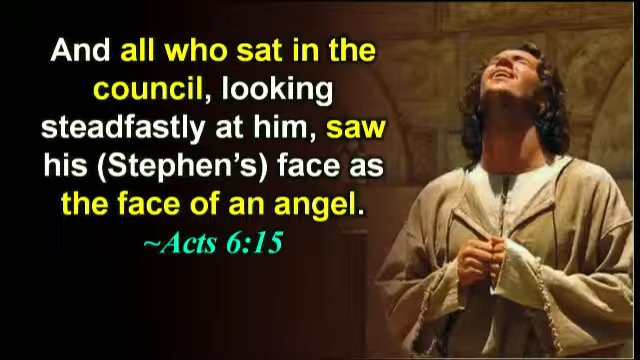 And all who sat in the
council, looking
steadfastly at him, saw
his (Stephen’s) face as
the face of an angel.
~Acts 6:15